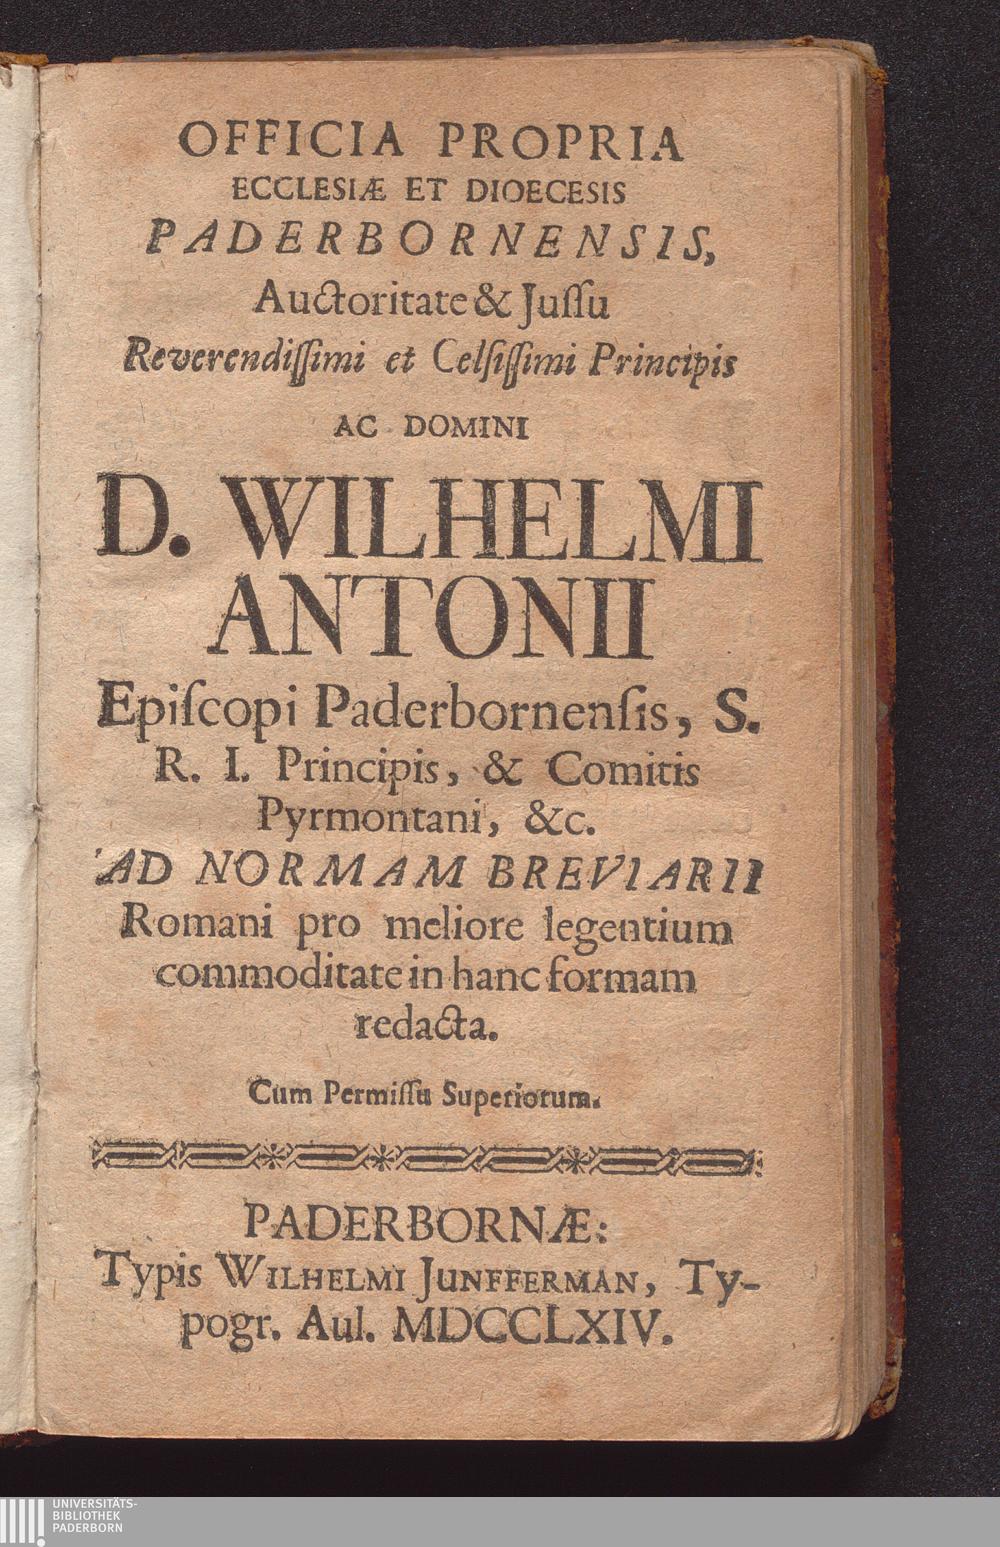 OFFICIA PROPRIA
ECCLESIÆ ET DIOECESIS
PADERBORNENSIS,
Auctoritate & Juſſu
Reverendiſſimi et Celſiſſimi Principis
AC DOMINI
D. WILHELMI
ANTONII
Epiſcopi Paderbornenſis, S.
R. I. Principis, & Comitis
Pyrmontani, &c.
AD NORMAM BREVIARII
Romani pro meliore legentium
commoditate in hanc formam
redacta.
Cum Permiſſu Superiorum.
PADERBORNÆ:
Typis WILHELMI JUNFFERMAN, Ty-
pogr. Aul. MDCCLXIV.
UNIVERSITÄTS-
BIBLIOTHEK
PADERBORN